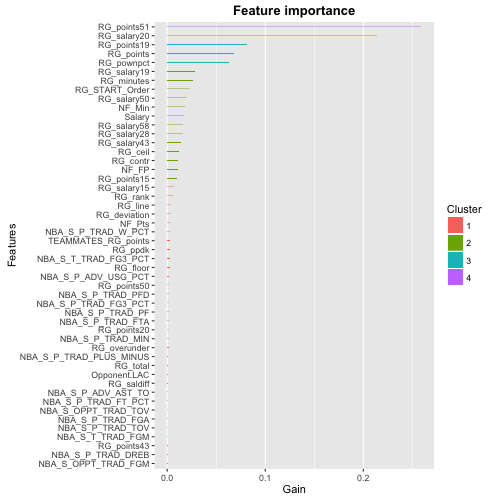 Feature importance
RG_points51
RG_salary20
RG_points19
RG_points
RG_pownpct
RG_salary19
RG_minutes
RG_START_Order
RG_salary50
NF_Min
Salary
RG_salary58
RG_salary28
RG_salary43
RG_ceil
RG_contr
NF_FP
RG_points15
RG_salary15
RG_rank
RG_line
RG_deviation
NF_Pts
NBA_S_P_TRAD_W_PCT
TEAMMATES_RG_points
RG_ppdk
NBA_S_T_TRAD_FG3_PCT
RG_floor
NBA_S_P_ADV_USG_PCT
RG_points50
NBA_S_P_TRAD_PFD
NBA_S_P_TRAD_FG3_PCT
NBA_S_P_TRAD_PF
NBA_S_P_TRAD_FTA
RG_points20
NBA_S_P_TRAD_MIN
RG_overunder
NBA_S_P_TRAD_PLUS_MINUS
RG_total
Opponent.LAC
RG_saldiff
NBA_S_P_ADV_AST_TO
NBA_S_P_TRAD_FT_PCT
NBA_S_OPPT_TRAD_TOV
NBA_S_P_TRAD_FGA
NBA_S_P_TRAD_TOV
NBA_S_T_TRAD_FGM
RG_points43
NBA_S_P_TRAD_DREB
NBA_S_OPPT_TRAD_FGM
Features
0.0 0.1 0.2
Gain
Cluster
1
2
3
4